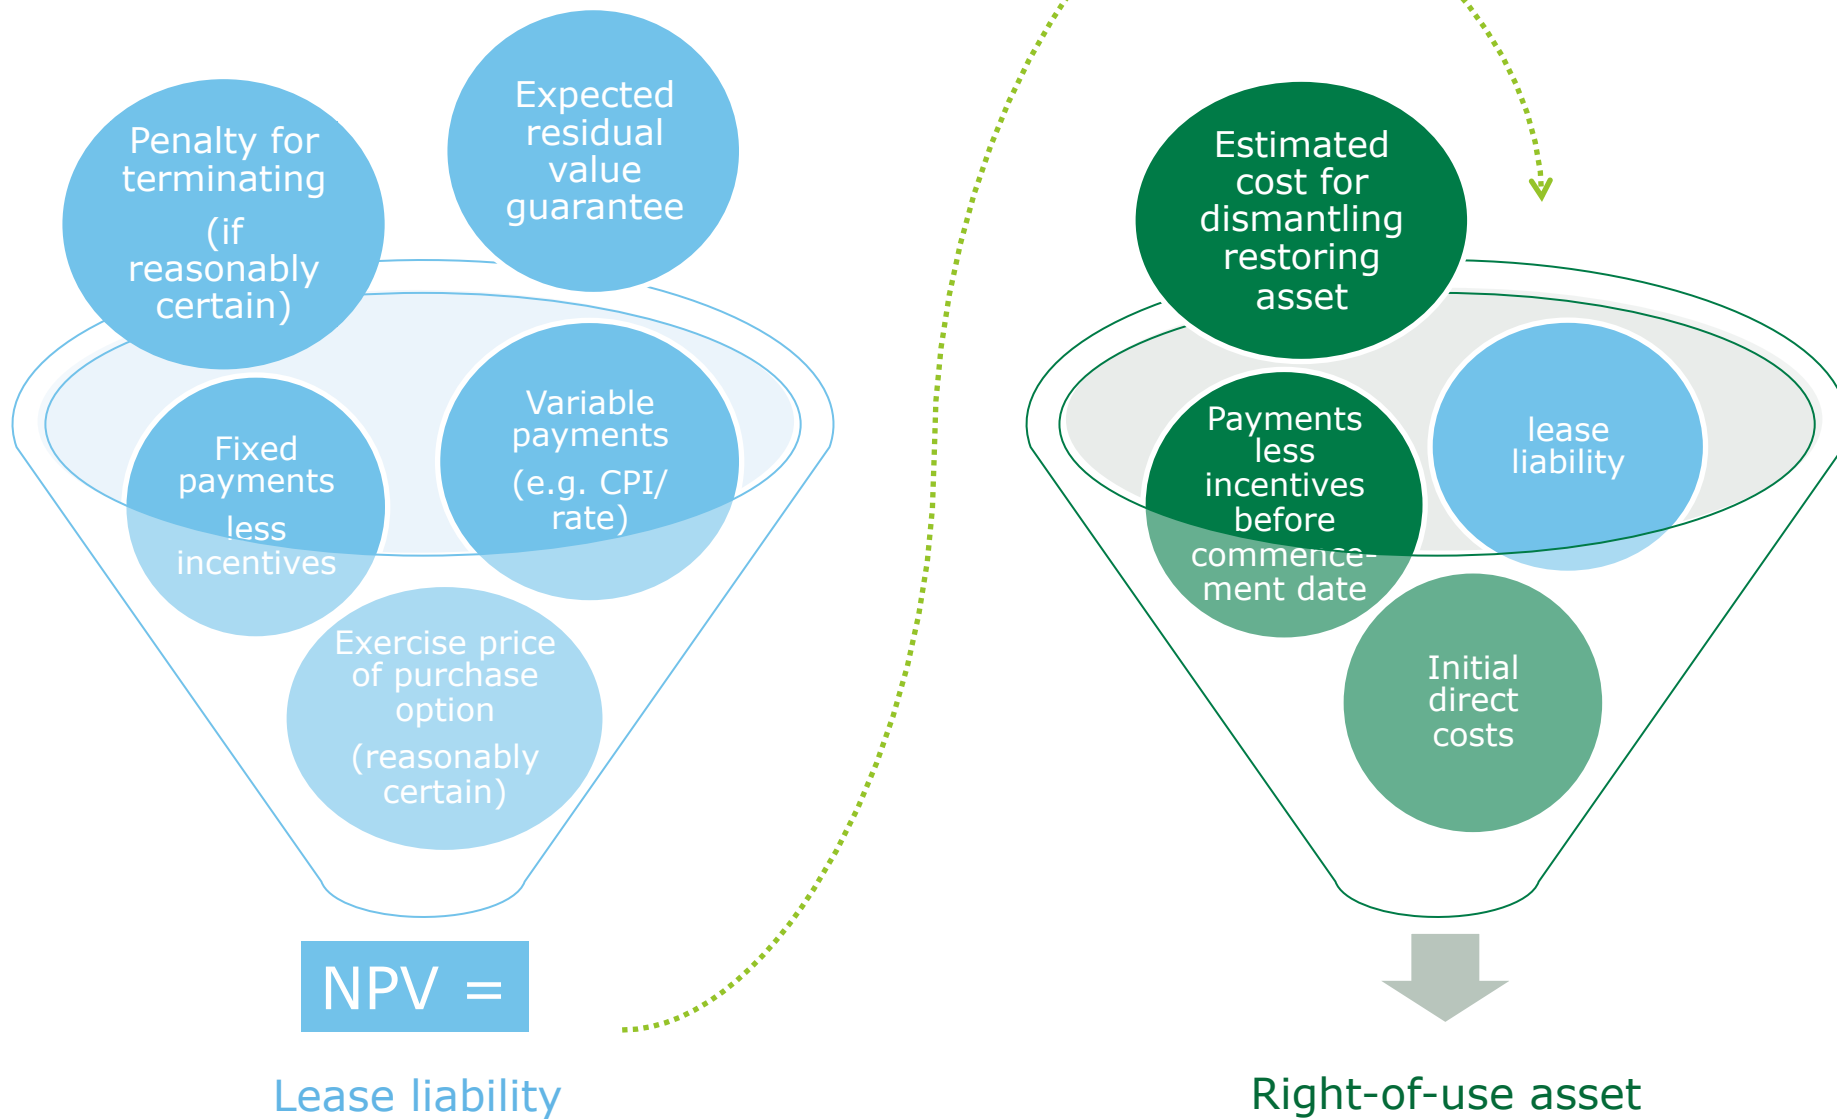 Penalty for
terminating
(if
reasonably
certain)
Expected
residual
value
guarantee
Fixed
payments
less
incentives
Variable
payments
(e.g. CPI/
rate)
Exercise price
of purchase
option
(reasonably
certain)
NPV =
Lease liability
Estimated
cost for
dismantling
restoring
asset
Payments
less
incentives
before
commence-
ment date
lease
liability
Initial
direct
costs
Right-of-use asset